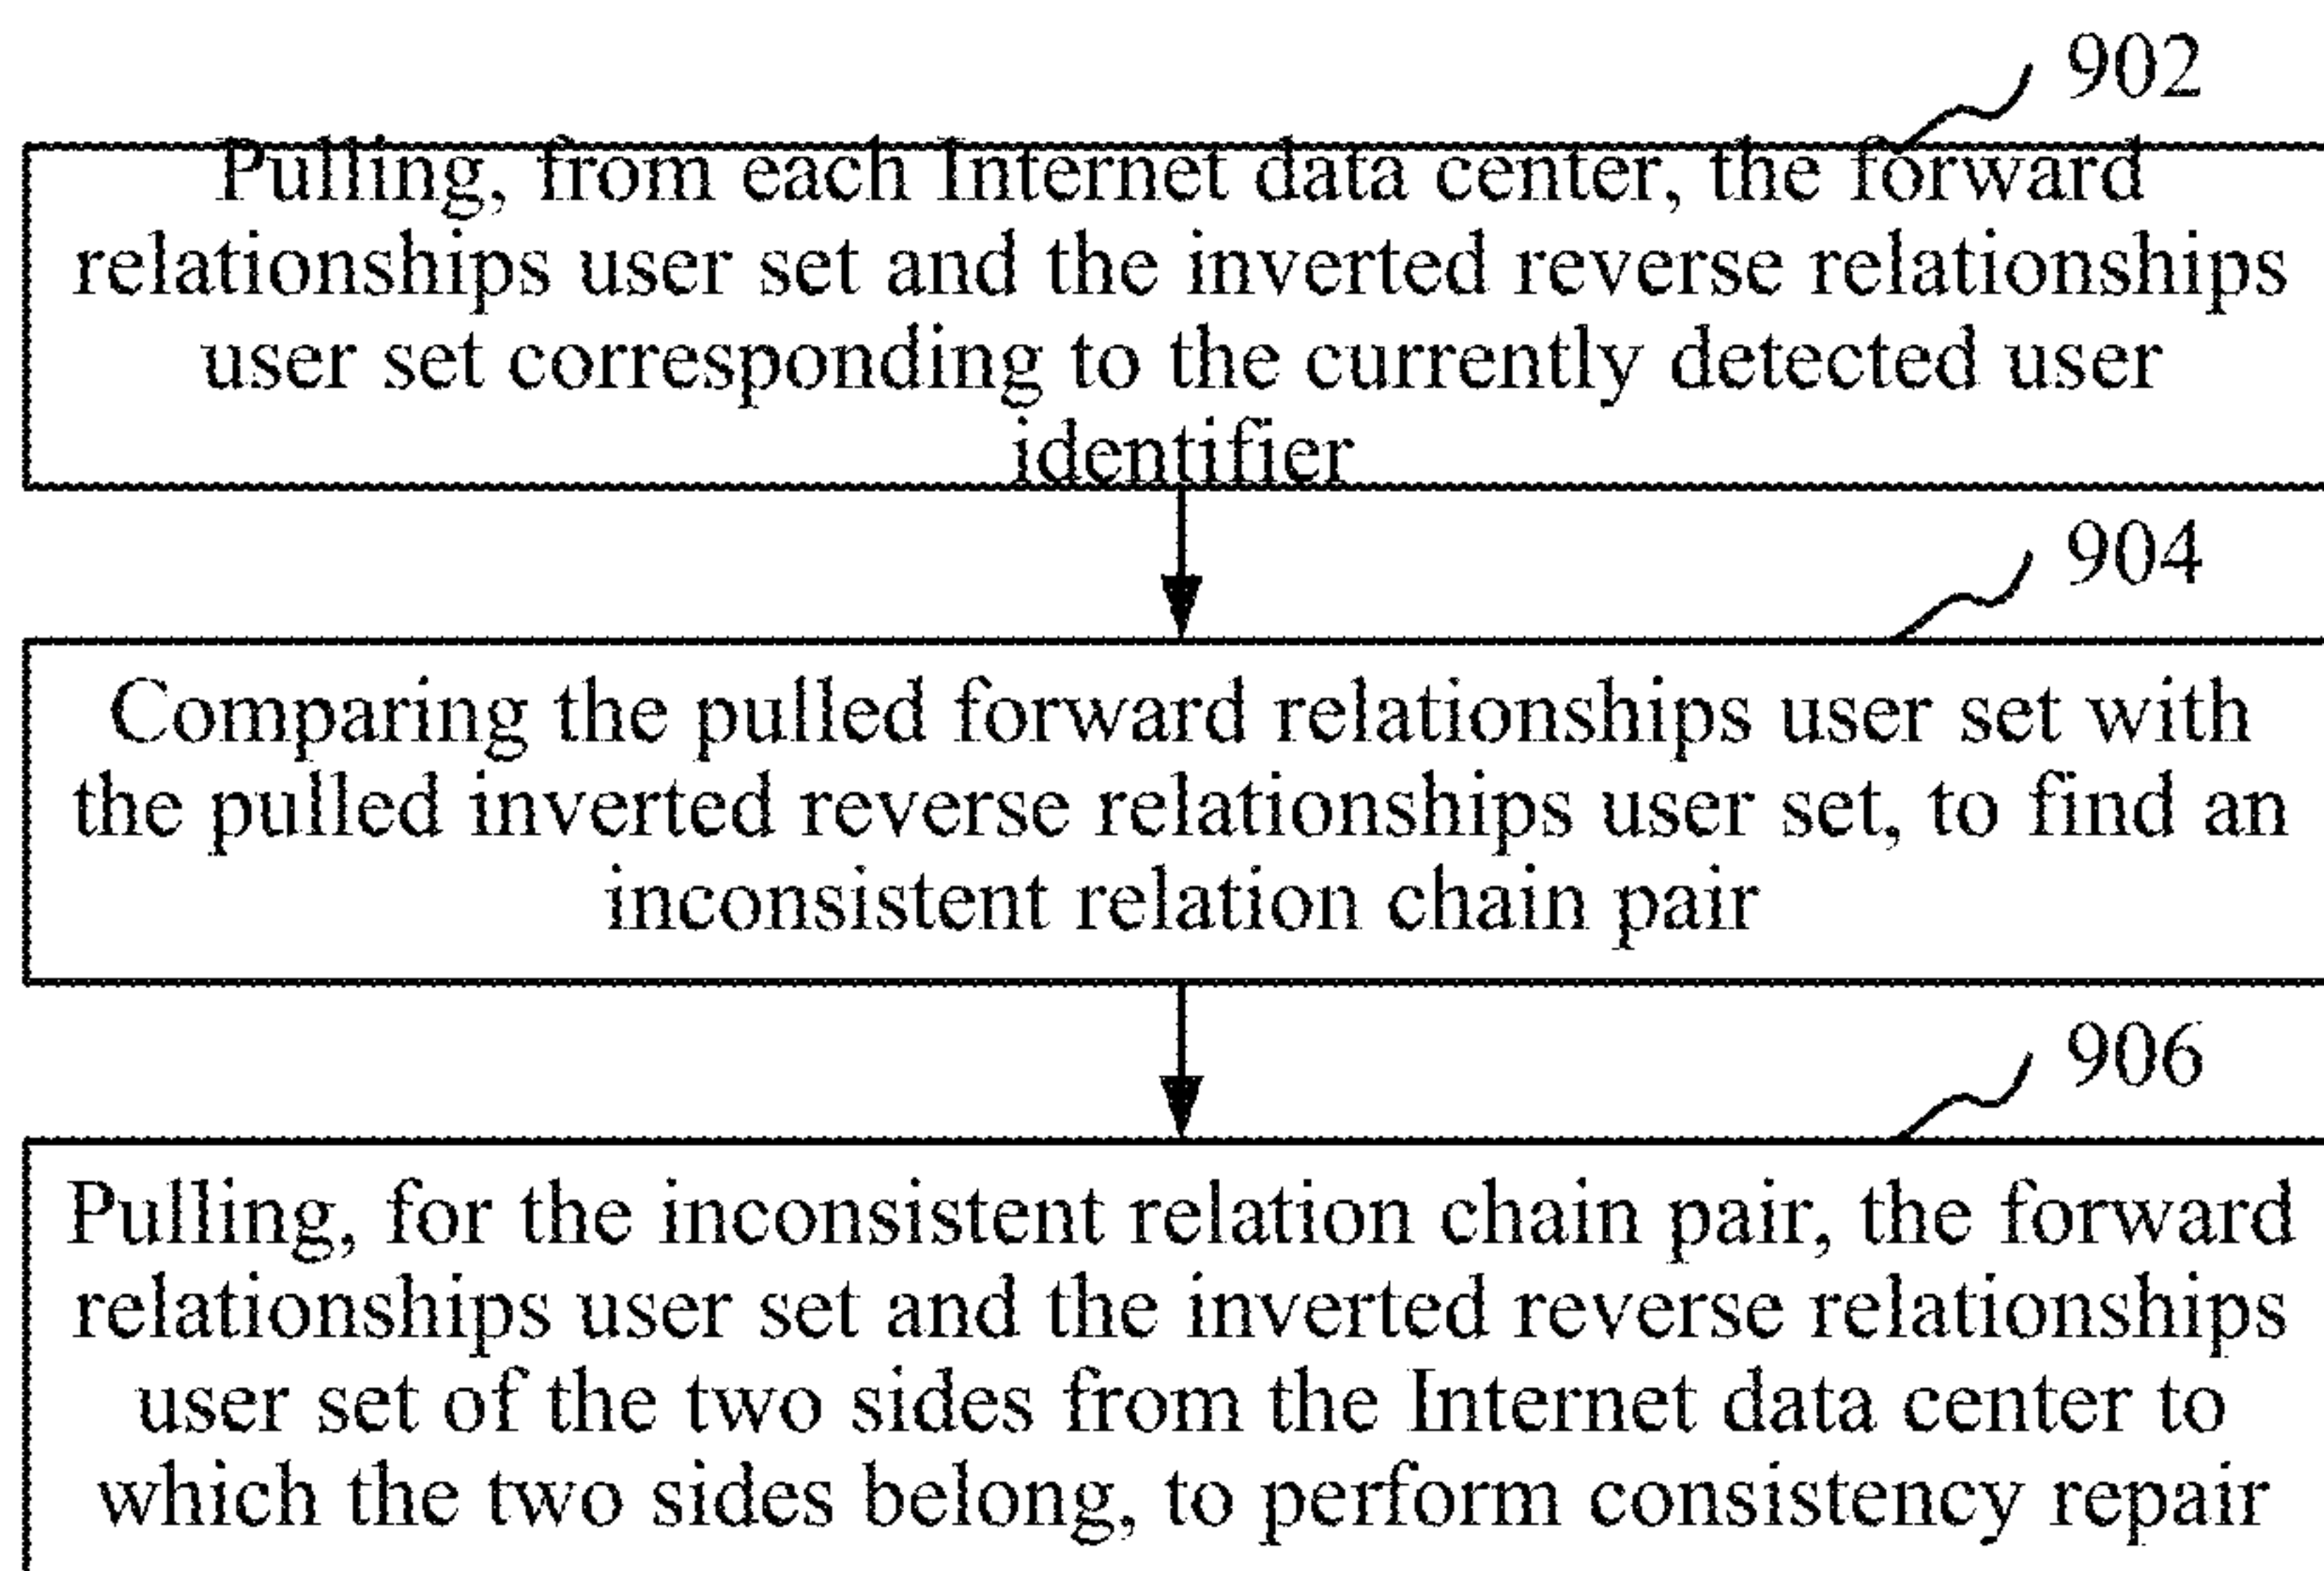 902
Pulling, from each Internet data center, the forward
relationships user set and the inverted reverse relationships
user set corresponding to the currently detected user
identifier
904
Comparing the pulled forward relationships user set with
the pulled inverted reverse relationships user set, to find an
inconsistent relation chain pair
906
Pulling, for the inconsistent relation chain pair, the forward
relationships user set and the inverted reverse relationships
user set of the two sides from the Internet data center to
which the two sides belong, to perform consistency repair